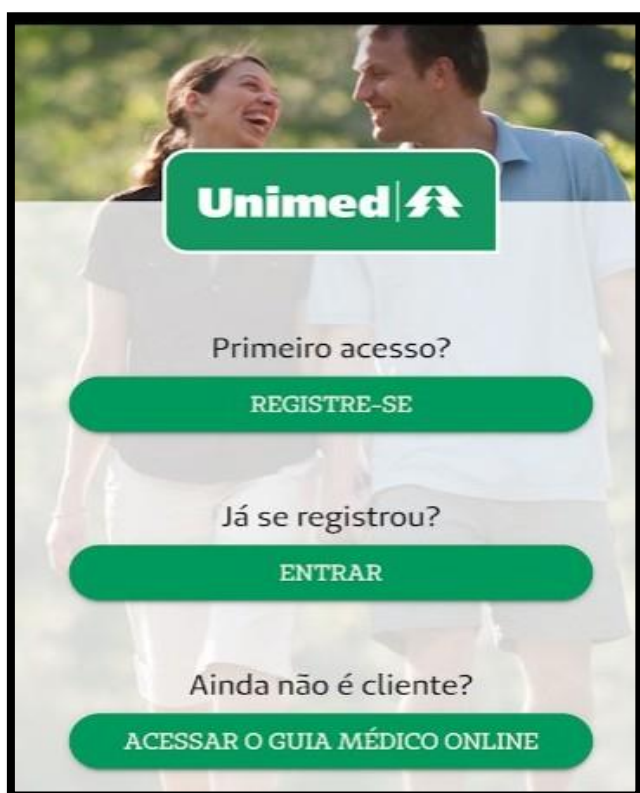 Unimed
Primeiro acesso?
REGISTRE-SE
Já se registrou?
ENTRAR
Ainda não é cliente?
ACESSAR O GUIA MÉDICO ONLINE